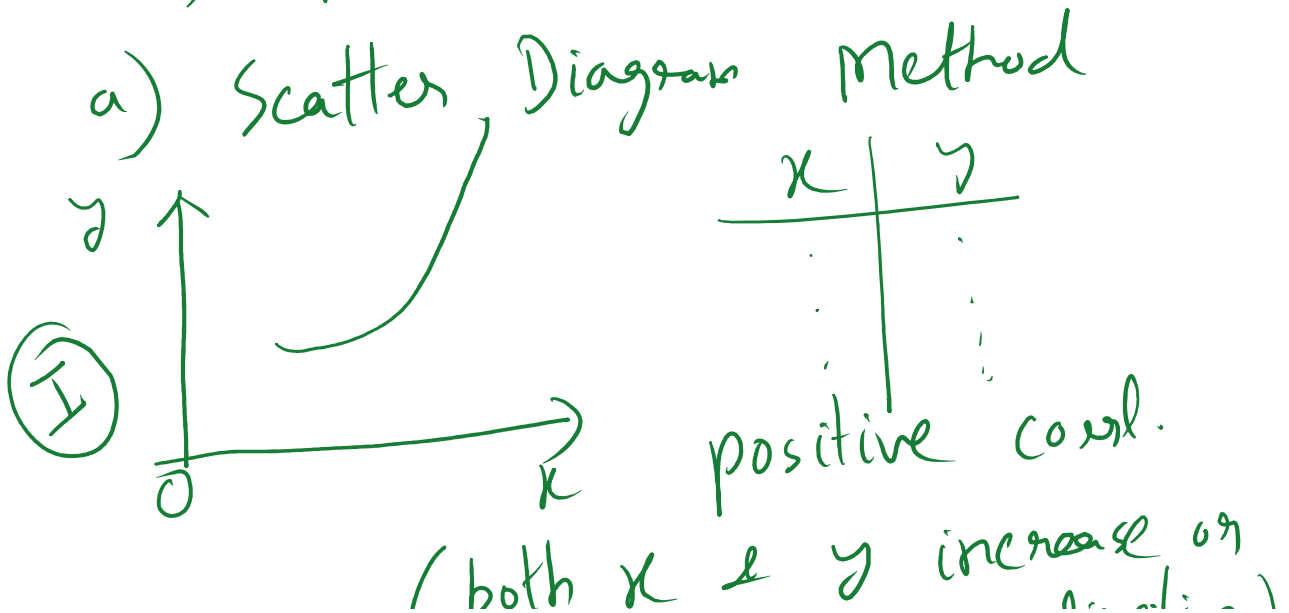 a) Scatter Diagram Method
x y
y
I
positive corl.
O
x
(both x & y increase or